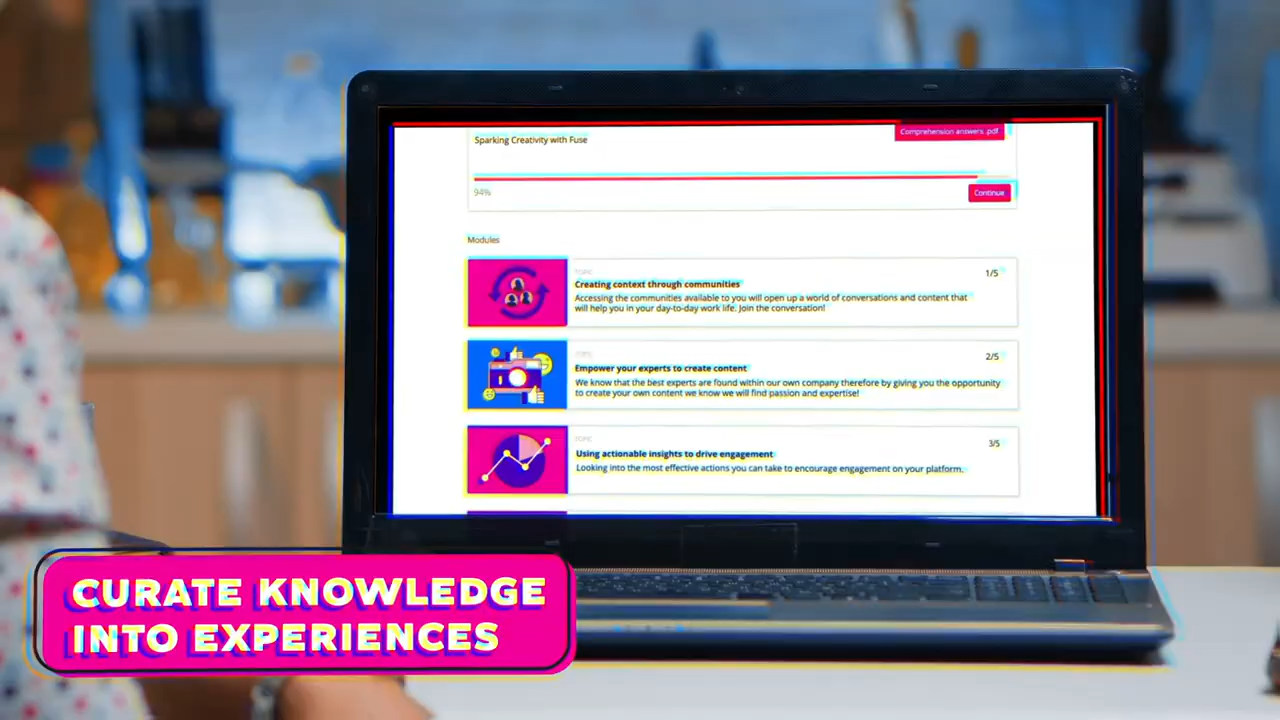 Sparking Creativity with Fuse
Comprehension answers .pdf
94%
Continue
Modules
TOPIC
1/5
Creating context through communities
Accessing the communities available to you will open up a world of conversations and content that
will help you in your day-to-day work life. Join the conversation!
TOPIC
2/5
Empower your experts to create content
We know that the best experts are found within our own company therefore by giving you the opportunity
to create your own content we know we will find passion and expertise!
TOPIC
3/5
Using actionable insights to drive engagement
Looking into the most effective actions you can take to encourage engagement on your platform.
CURATE KNOWLEDGE
INTO EXPERIENCES